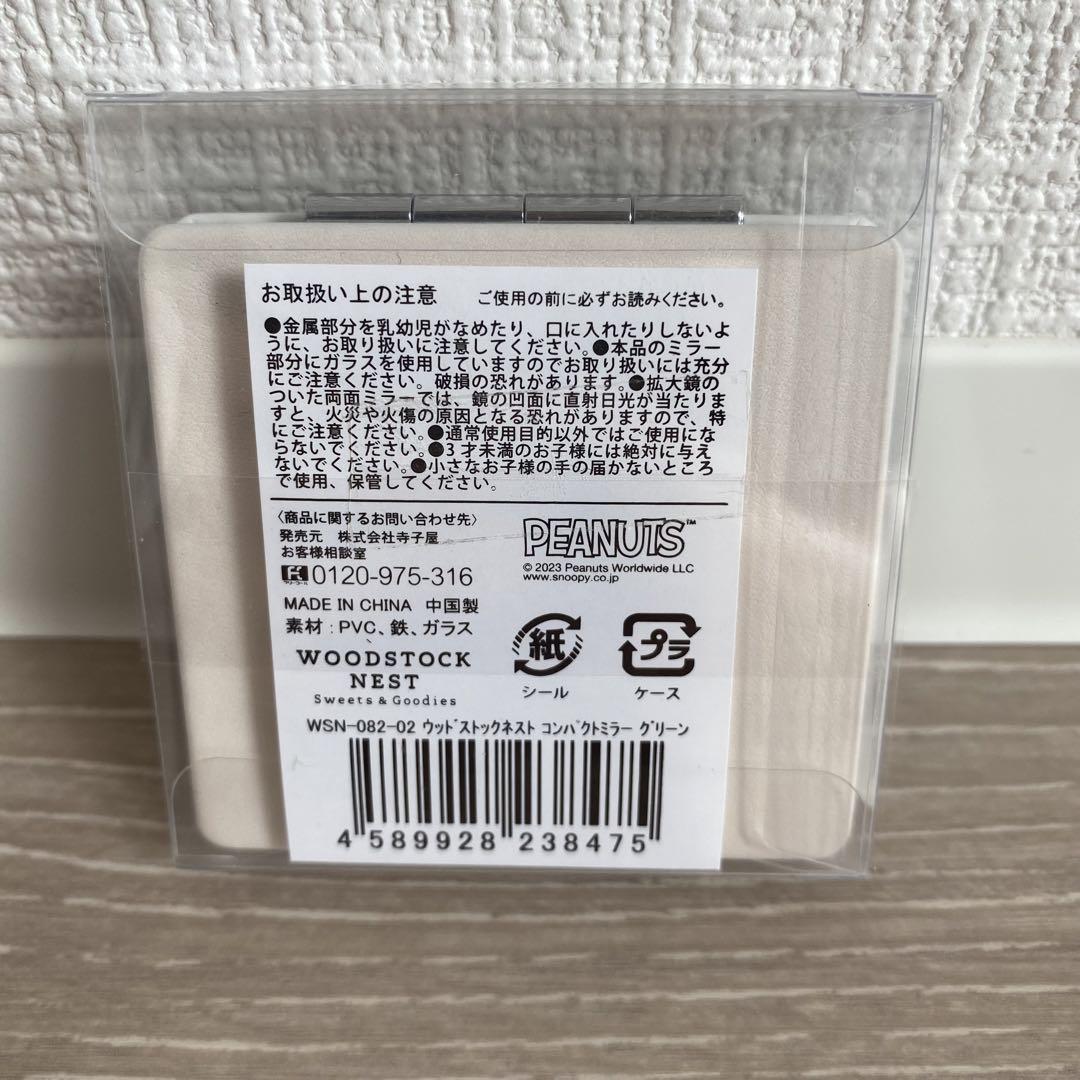 お取扱い上の注意 ご使用の前に必ずお読みください。
●金属部分を乳幼児がなめたり、口に入れたりしないよ
うに、お取り扱いに注意してください。●本品のミラー
部分にガラスを使用していますのでお取り扱いには充分
にご注意ください。破損の恐れがあります。●拡大鏡の
ついた両面ミラーでは、鏡の凹面に直射日光が当たりま
すと、火災や火傷の原因となる恐れがありますので、特
にご注意ください。●通常使用目的以外ではご使用にな
らないでください。●3才未満のお子様には絶対に与え
ないでください。●小さなお子様の手の届かないところ
で使用、保管してください。
〈商品に関するお問い合わせ先〉
発売元 株式会社寺子屋
お客様相談室
フリーコール 0120-975-316
MADE IN CHINA 中国製
素材：PVC、鉄、ガラス
WOODSTOCK
NEST
Sweets & Goodies
PEANUTS™
© 2023 Peanuts Worldwide LLC
www.snoopy.co.jp
紙
シール
プラ
ケース
WSN-082-02 ウッドストックネスト コンパクトミラー グリーン
4 589928 238475